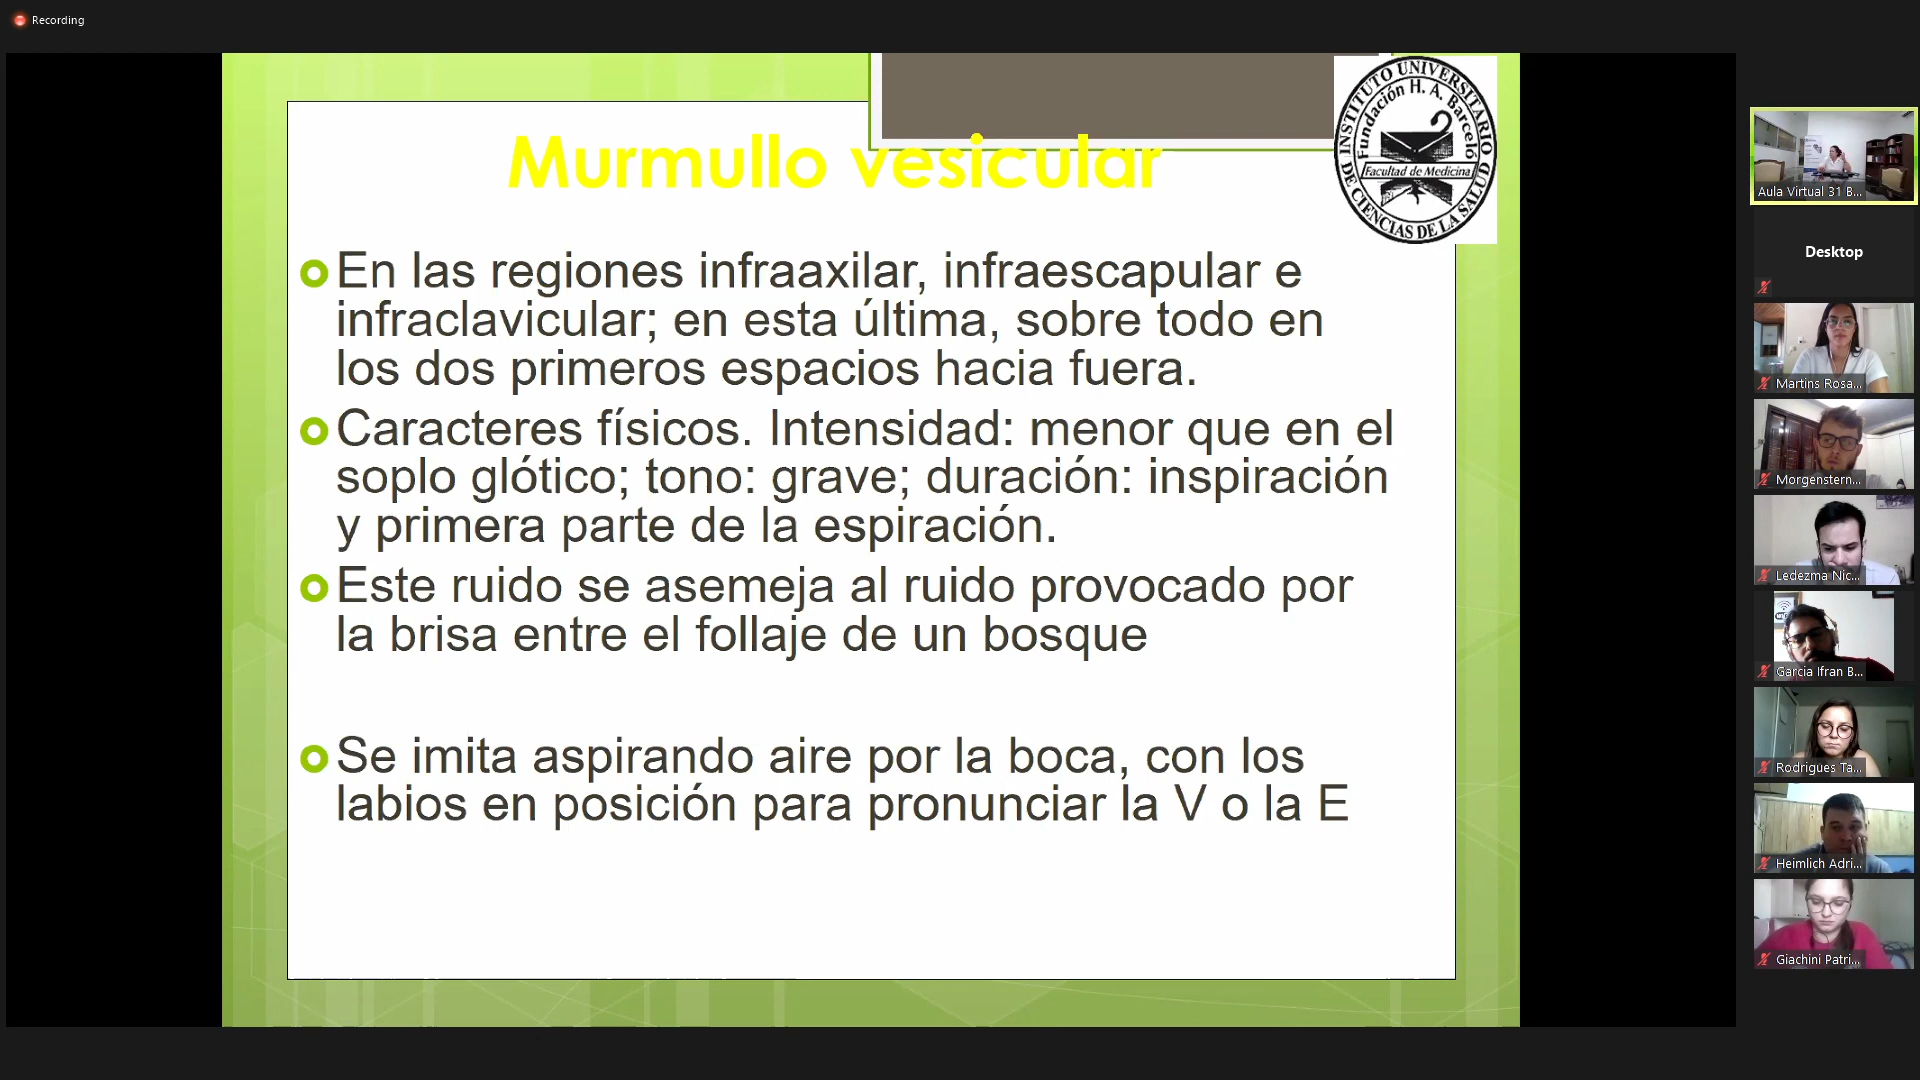 Recording
Murmullo vesicular
INSTITUTO UNIVERSITARIO DE CIENCIAS DE LA SALUD
Fundación H. A. Barceló
Facultad de Medicina
En las regiones infraaxilar, infraescapular e
infraclavicular; en esta última, sobre todo en
los dos primeros espacios hacia fuera.
Caracteres físicos. Intensidad: menor que en el
soplo glótico; tono: grave; duración: inspiración
y primera parte de la espiración.
Este ruido se asemeja al ruido provocado por
la brisa entre el follaje de un bosque
Se imita aspirando aire por la boca, con los
labios en posición para pronunciar la V o la E
Aula Virtual 31 B...
Desktop
Martins Rosa...
Morgenstern...
Ledezma Nic...
Garcia Ifran B...
Rodrigues Ta...
Heimlich Adri...
Giachini Patri...